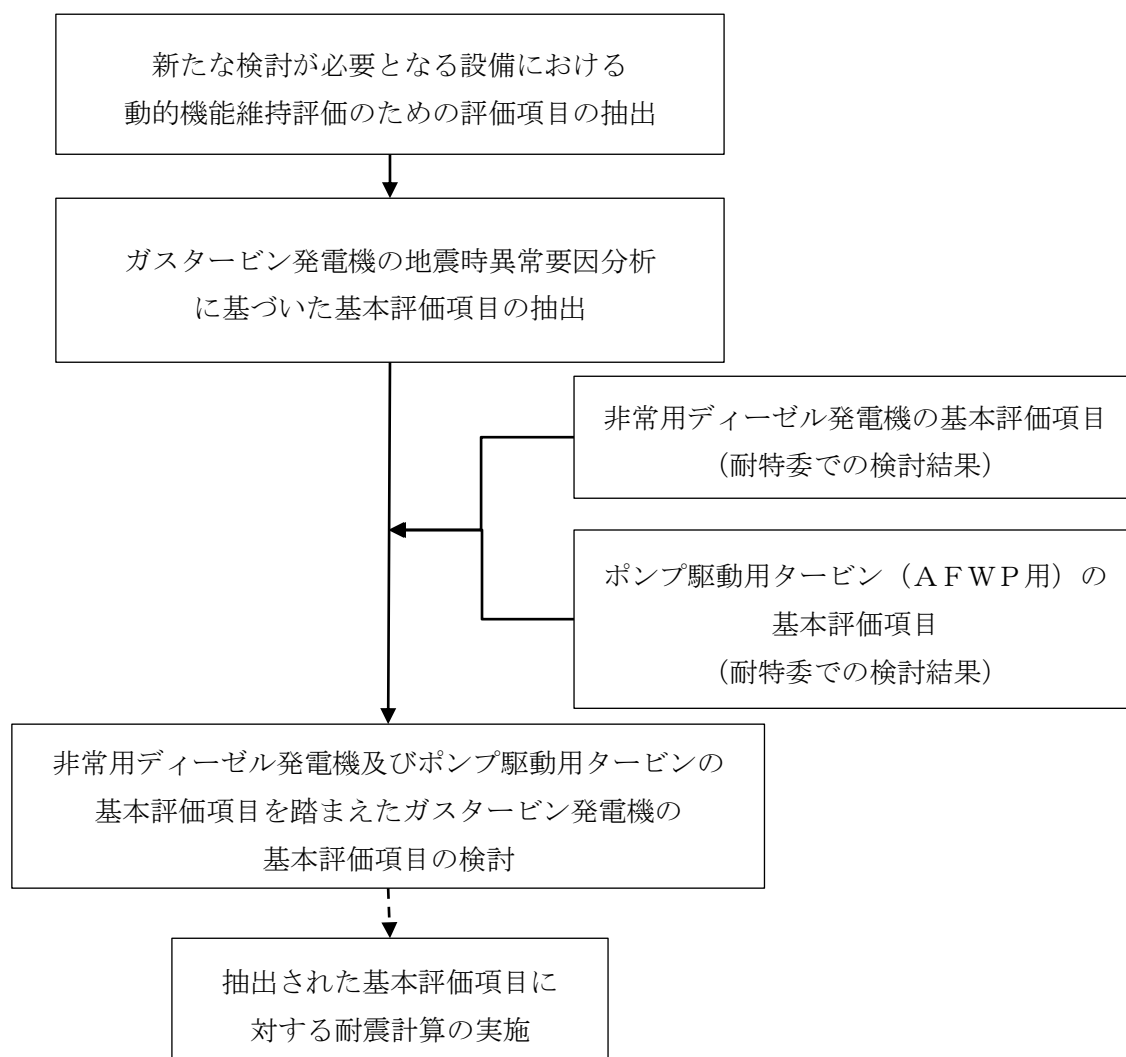 新たな検討が必要となる設備における
動的機能維持評価のための評価項目の抽出
ガスタービン発電機の地震時異常要因分析
に基づいた基本評価項目の抽出
非常用ディーゼル発電機の基本評価項目
（耐特委での検討結果）
ポンプ駆動用タービン（ＡＦＷＰ用）の
基本評価項目
（耐特委での検討結果）
非常用ディーゼル発電機及びポンプ駆動用タービンの
基本評価項目を踏まえたガスタービン発電機の
基本評価項目の検討
抽出された基本評価項目に
対する耐震計算の実施